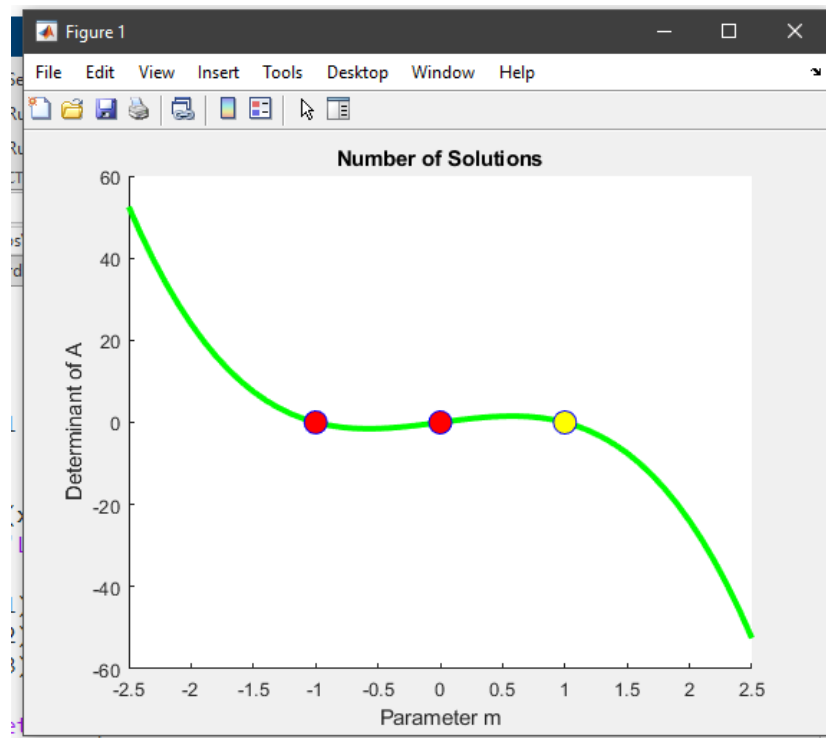 Figure 1
File Edit View Insert Tools Desktop Window Help
Number of Solutions
60
40
20
0
-20
-40
-60
Determinant of A
-2.5 -2 -1.5 -1 -0.5 0 0.5 1 1.5 2 2.5
Parameter m